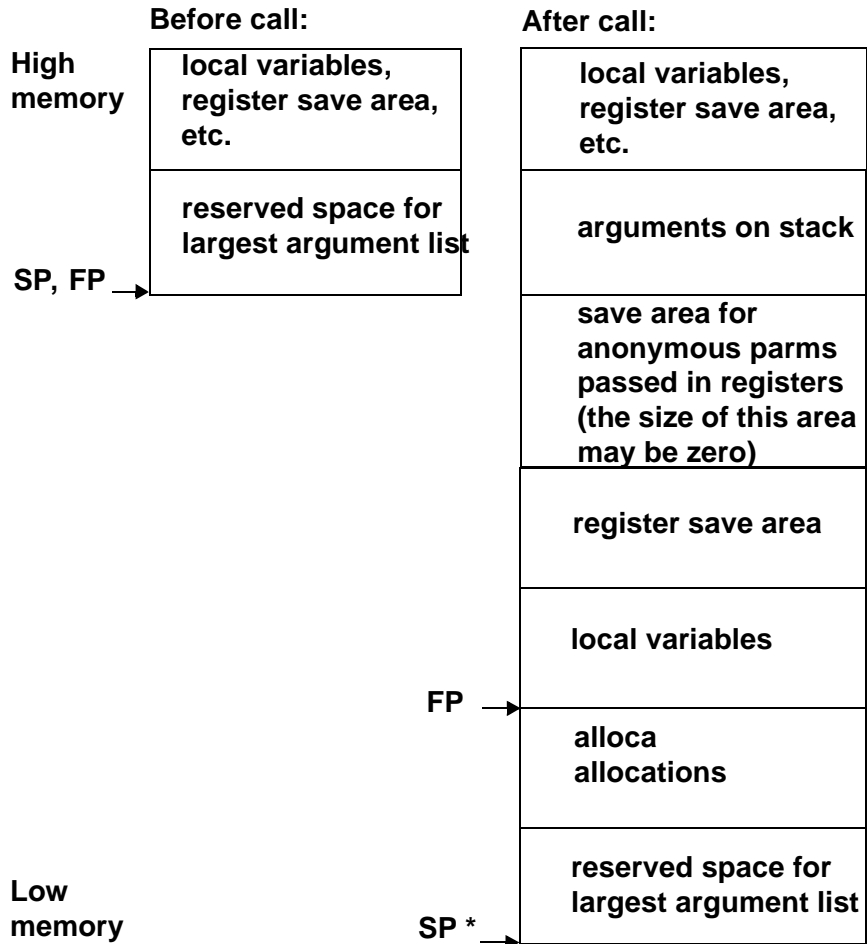 Before call:
High
memory
local variables,
register save area,
etc.
reserved space for
largest argument list
SP, FP
After call:
local variables,
register save area,
etc.
arguments on stack
save area for
anonymous parms
passed in registers
(the size of this area
may be zero)
register save area
local variables
FP
alloca
allocations
reserved space for
largest argument list
Low
memory
SP *